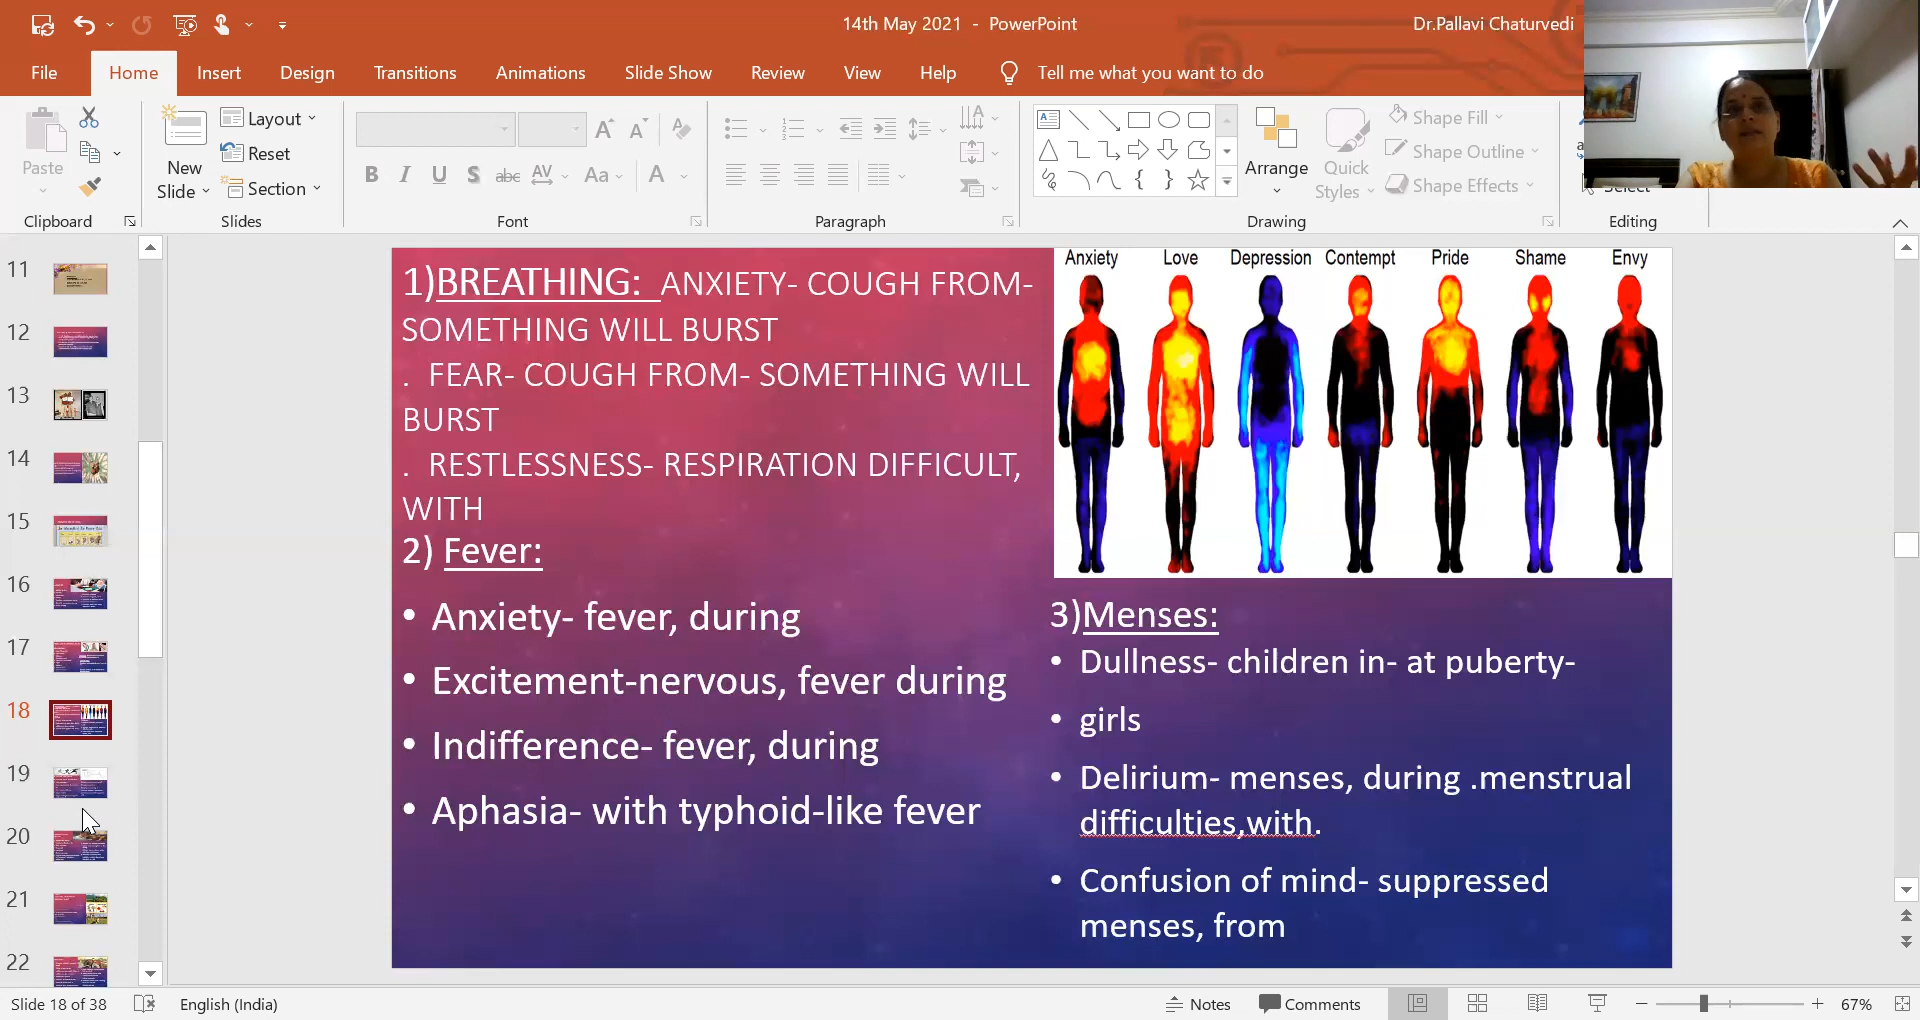 14th May 2021 - PowerPoint
Dr.Pallavi Chaturvedi
File Home Insert Design Transitions Animations Slide Show Review View Help Tell me what you want to do
Paste
New Slide
Layout
Reset
Section
B I U S abc AV Aa A
Arrange
Quick Styles
Shape Fill
Shape Outline
Shape Effects
Select
Clipboard Slides Font Paragraph Drawing Editing
11
12
13
14
15
16
17
18
19
20
21
22
1)BREATHING: ANXIETY- COUGH FROM-
SOMETHING WILL BURST
. FEAR- COUGH FROM- SOMETHING WILL
BURST
. RESTLESSNESS- RESPIRATION DIFFICULT,
WITH
2) Fever:
• Anxiety- fever, during
• Excitement-nervous, fever during
• Indifference- fever, during
• Aphasia- with typhoid-like fever
Anxiety Love Depression Contempt Pride Shame Envy
3)Menses:
• Dullness- children in- at puberty-
• girls
• Delirium- menses, during .menstrual
difficulties,with.
• Confusion of mind- suppressed
menses, from
Slide 18 of 38 English (India) Notes Comments 67%